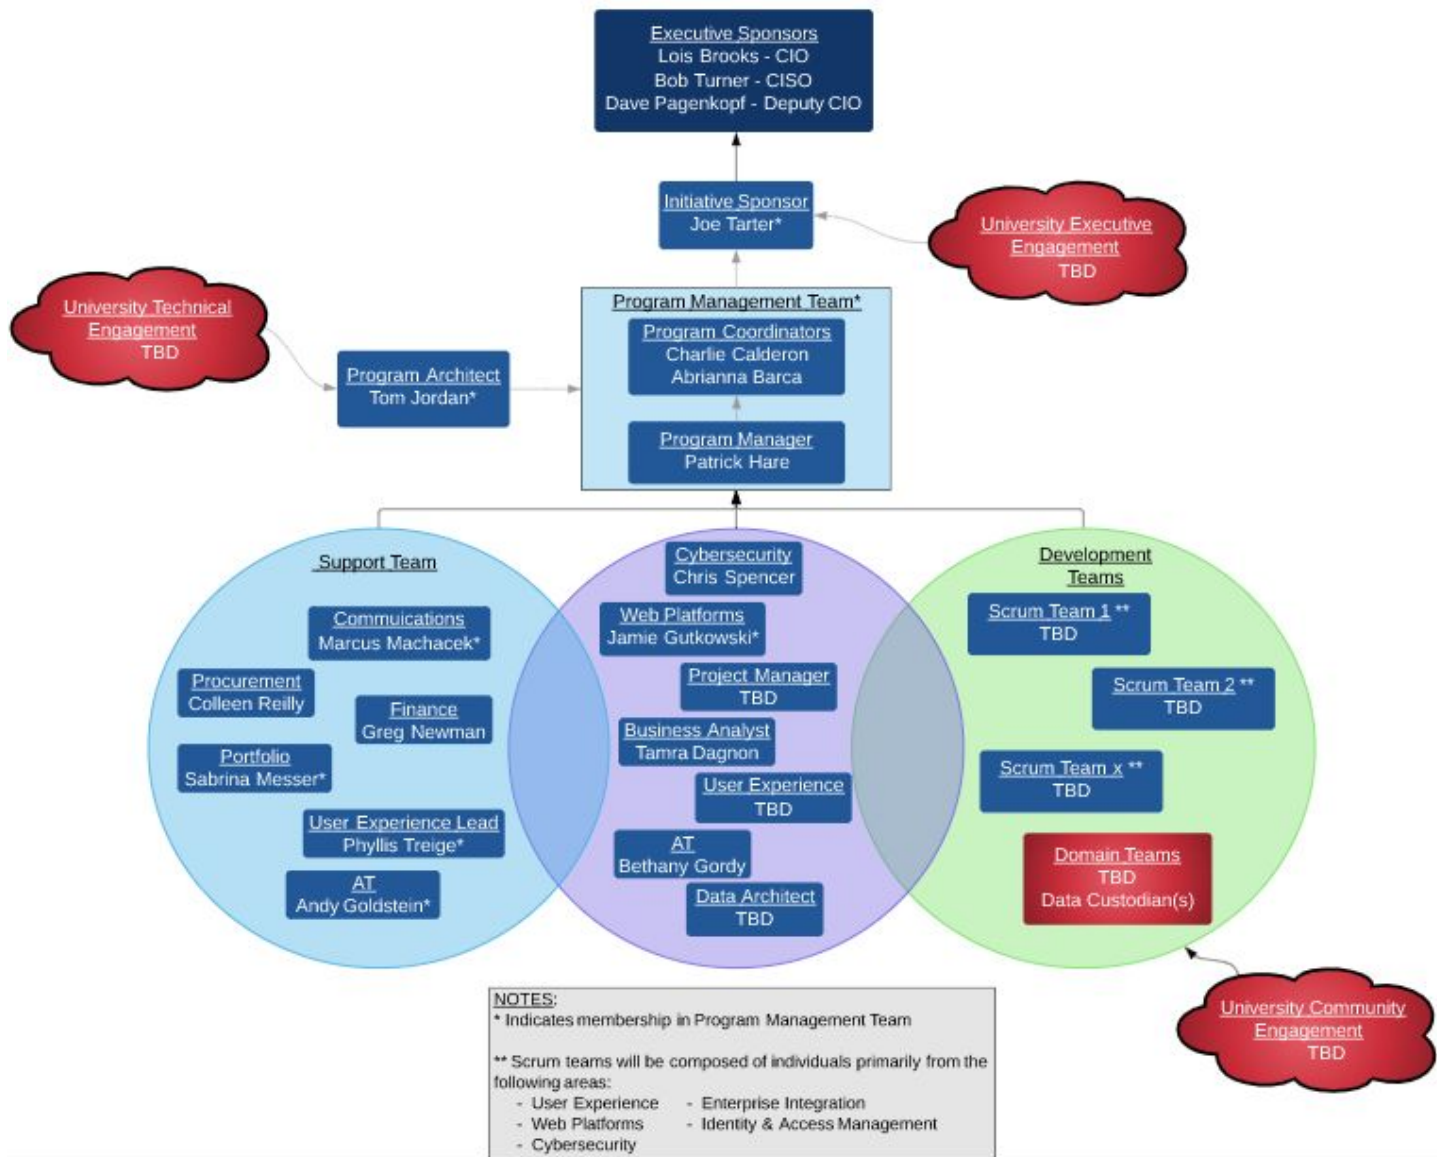 Executive Sponsors
Lois Brooks - CIO
Bob Turner - CISO
Dave Pagenkopf - Deputy CIO
Initiative Sponsor
Joe Tarter*
University Executive
Engagement
TBD
University Technical
Engagement
TBD
Program Architect
Tom Jordan*
Program Management Team*
Program Coordinators
Charlie Calderon
Abrianna Barca
Program Manager
Patrick Hare
Support Team
Commuications
Marcus Machacek*
Procurement
Colleen Reilly
Finance
Greg Newman
Portfolio
Sabrina Messer*
User Experience Lead
Phyllis Treige*
AT
Andy Goldstein*
Cybersecurity
Chris Spencer
Web Platforms
Jamie Gutkowski*
Project Manager
TBD
Business Analyst
Tamra Dagnon
User Experience
TBD
AT
Bethany Gordy
Data Architect
TBD
Development
Teams
Scrum Team 1 **
TBD
Scrum Team 2 **
TBD
Scrum Team x **
TBD
Domain Teams
TBD
Data Custodian(s)
University Community
Engagement
TBD
NOTES:
* Indicates membership in Program Management Team
** Scrum teams will be composed of individuals primarily from the
following areas:
- User Experience - Enterprise Integration
- Web Platforms - Identity & Access Management
- Cybersecurity